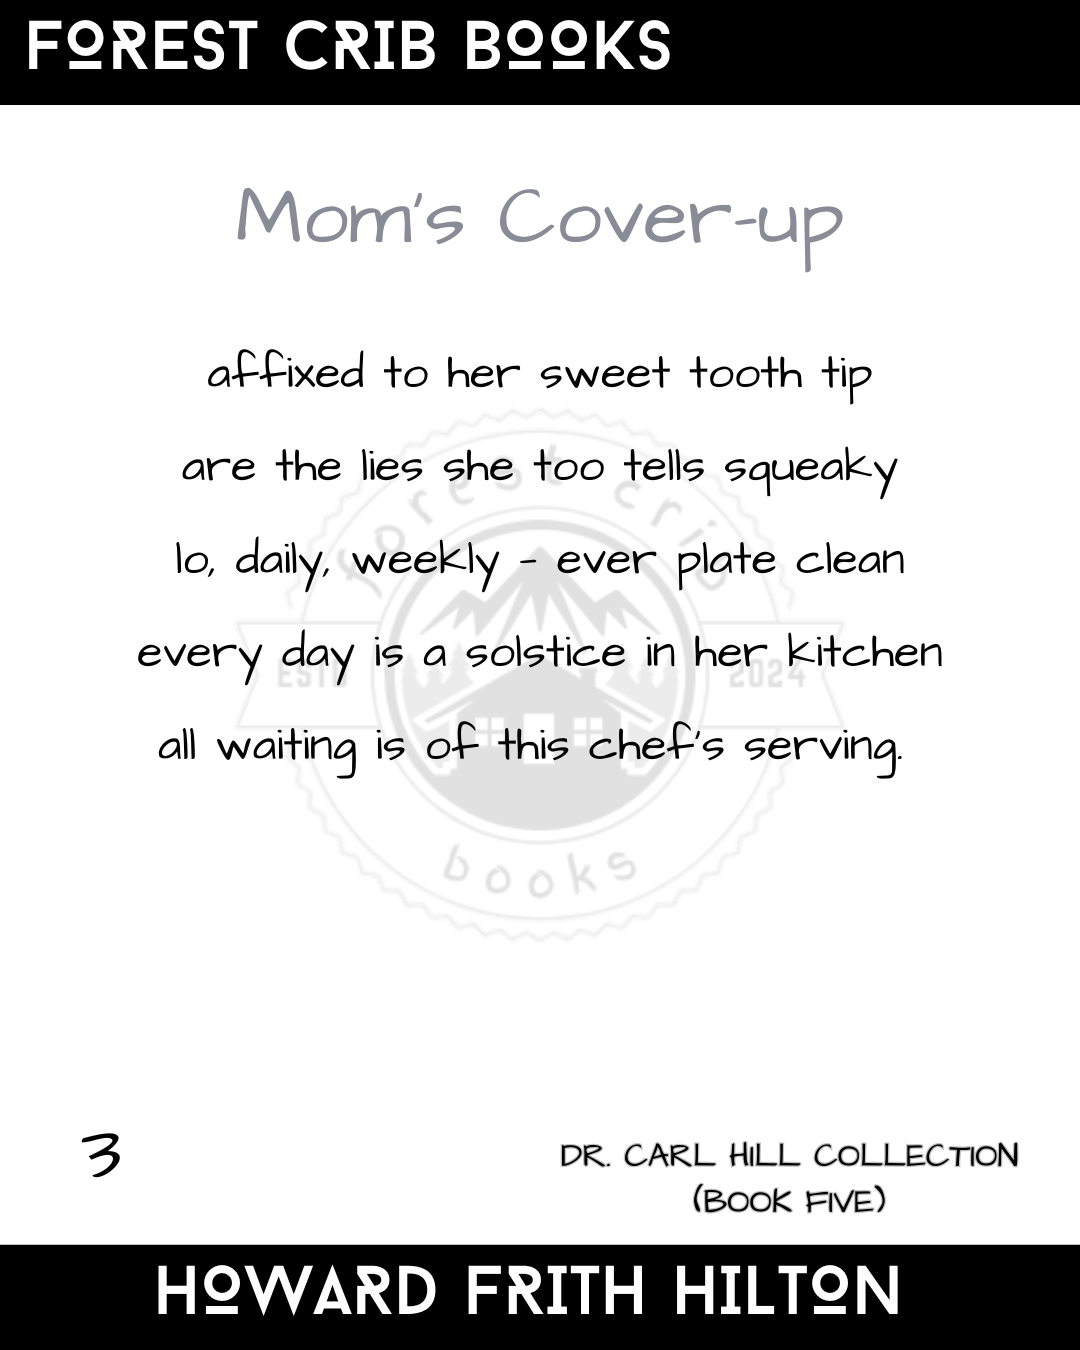 FOREST CRIB BOOKS
Mom's Cover-up
affixed to her sweet tooth tip
are the lies she too tells squeaky
lo, daily, weekly - ever plate clean
every day is a solstice in her kitchen
all waiting is of this chef's serving.
forest crib
ESTD 2024
books
3
DR. CARL HILL COLLECTION
(BOOK FIVE)
HOWARD FRITH HILTON